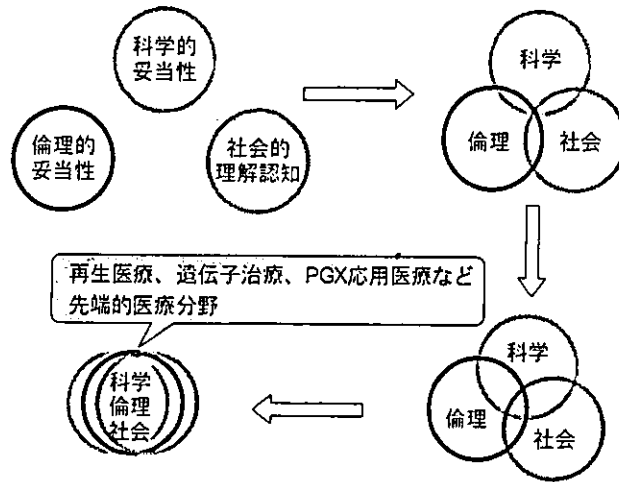 科学的
妥当性
倫理的
妥当性
社会的
理解認知
科学
倫理
社会
再生医療、遺伝子治療、PGX応用医療など
先端的医療分野
科学
倫理
社会
科学
倫理
社会